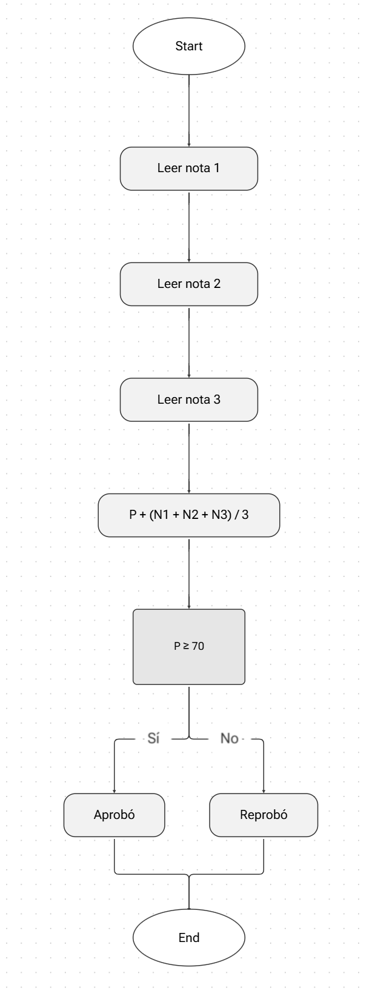 Start
Leer nota 1
Leer nota 2
Leer nota 3
P + (N1 + N2 + N3) / 3
P ≥ 70
Sí
No
Aprobó
Reprobó
End